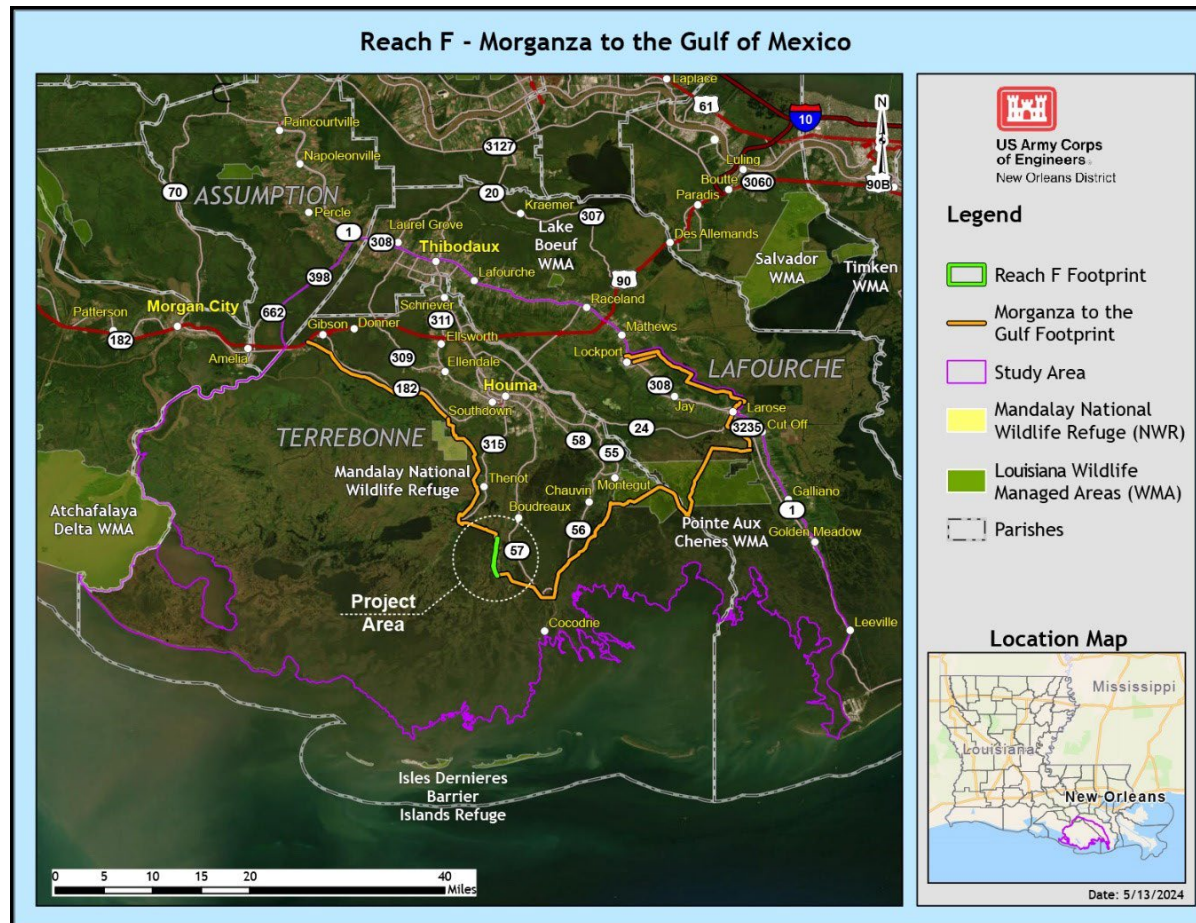 Reach F - Morganza to the Gulf of Mexico
Laplace
61
10
N
Paincourtville
3127
Napoleonville
Luling
Boutte
3060
90B
70
ASSUMPTION
20
Kraemer
307
Paradis
Percle
1
308
Laurel Grove
Thibodaux
Lake
Boeuf
WMA
Des Allemands
Salvador
WMA
Timken
WMA
398
Lafourche
90
Patterson
Morgan City
662
Schriever
Raceland
182
Gibson
Donner
311
Ellsworth
Mathews
Amelia
309
Ellendale
Lockport
LAFOURCHE
182
Houma
308
Jay
Southdown
Larose
TERREBONNE
58
24
3235
Cut Off
315
55
Mandalay National
Wildlife Refuge
Theriot
Montegut
Atchafalaya
Delta WMA
Chauvin
Galliano
Boudreaux
Pointe Aux
Chenes WMA
1
57
56
Golden Meadow
Project
Area
Cocodrie
Leeville
Isles Dernieres
Barrier
Islands Refuge
0 5 10 15 20 40
Miles
US Army Corps
of Engineers®
New Orleans District
Legend
Reach F Footprint
Morganza to the
Gulf Footprint
Study Area
Mandalay National
Wildlife Refuge (NWR)
Louisiana Wildlife
Managed Areas (WMA)
Parishes
Location Map
Mississippi
Louisiana
New Orleans
Date: 5/13/2024